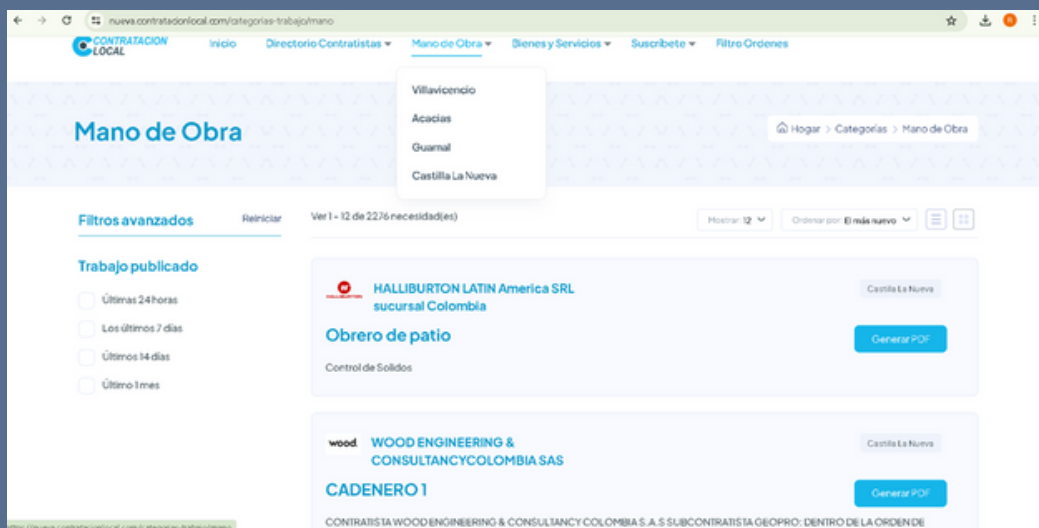 nueva.contratacionlocal.com/categorias-trabajo/mano
CONTRATACION LOCAL
Inicio Directorio Contratistas Mano de Obra Bienes y Servicios Suscríbete Filtro Ordenes
Villavicencio
Acacias
Guamal
Castilla La Nueva
Mano de Obra
Hogar > Categorías > Mano de Obra
Filtros avanzados Reiniciar
Ver 1 - 12 de 2276 necesidad(es)
Mostrar: 12 Ordenar por: El más nuevo
Trabajo publicado
Últimas 24 horas
Los últimos 7 días
Últimos 14 días
Último 1 mes
HALLIBURTON
HALLIBURTON LATIN America SRL
sucursal Colombia
Castilla La Nueva
Obrero de patio
Generar PDF
Control de Solidos
wood.
WOOD ENGINEERING &
CONSULTANCYCOLOMBIA SAS
Castilla La Nueva
CADENERO 1
Generar PDF
CONTRATISTA WOOD ENGINEERING & CONSULTANCY COLOMBIA S.A.S SUBCONTRATISTA GEOPRO: DENTRO DE LA ORDEN DE